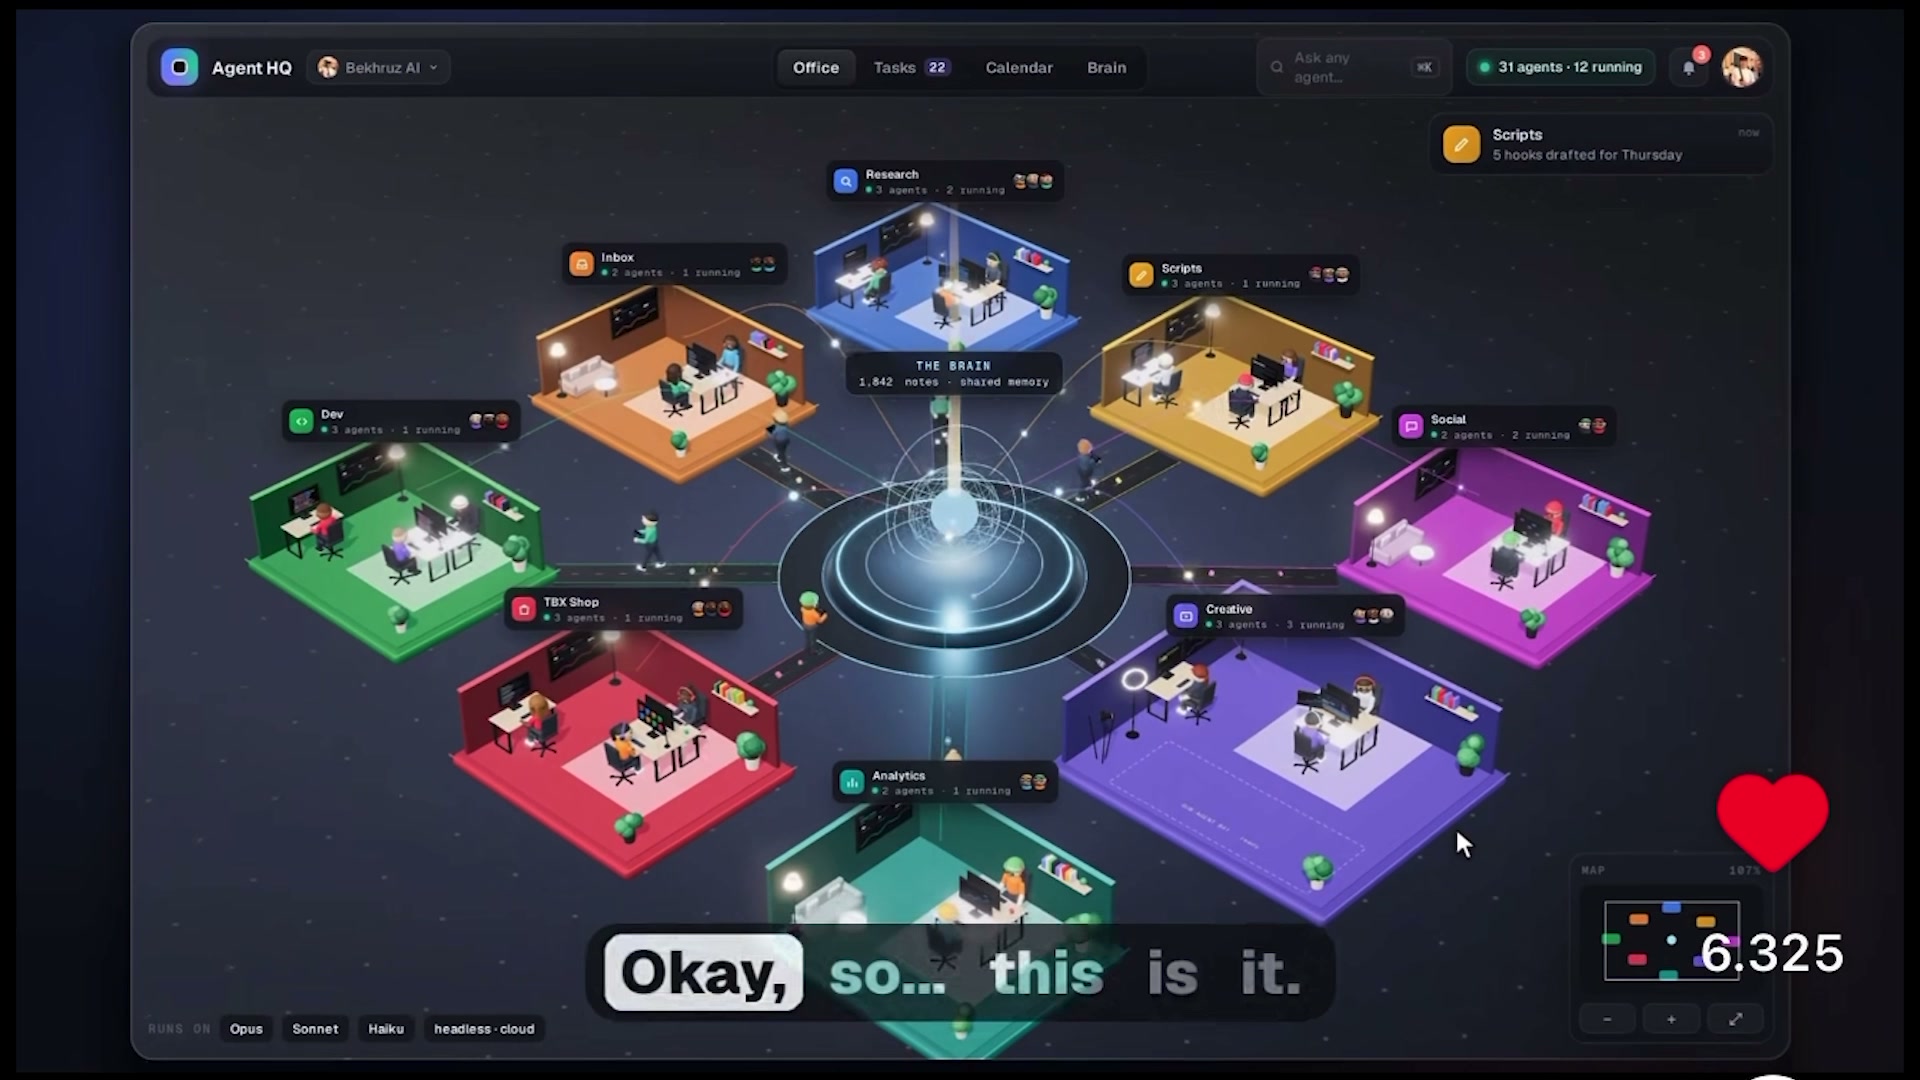 Agent HQ
Bekhruz AI
Office
Tasks 22
Calendar
Brain
Ask any
agent...
⌘K
31 agents · 12 running
3
Scripts
now
5 hooks drafted for Thursday
Research
3 agents · 2 running
Inbox
2 agents · 1 running
Scripts
3 agents · 1 running
THE BRAIN
1,842 notes · shared memory
Dev
3 agents · 1 running
Social
2 agents · 2 running
TBX Shop
3 agents · 1 running
Creative
3 agents · 3 running
Analytics
2 agents · 1 running
MAP
107%
6.325
Okay, so... this is it.
RUNS ON
Opus
Sonnet
Haiku
headless · cloud